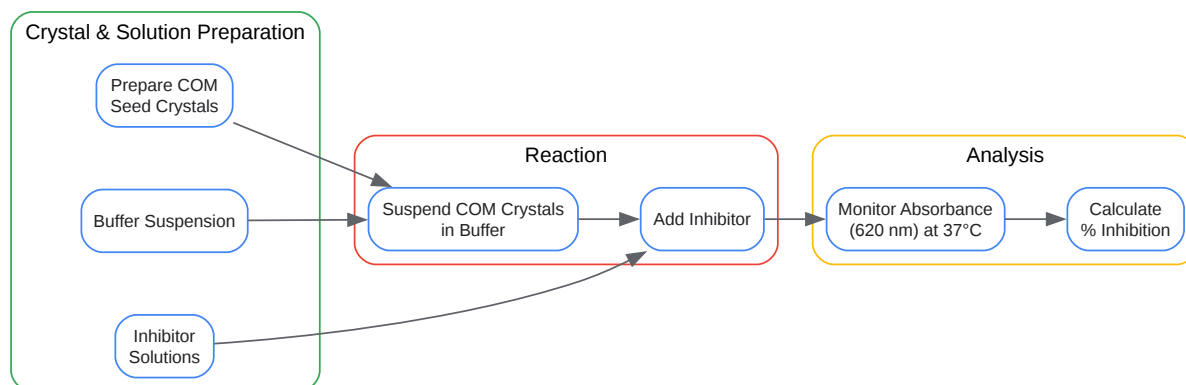 Crystal & Solution Preparation
Prepare COM
Seed Crystals
Buffer Suspension
Inhibitor
Solutions
Reaction
Suspend COM Crystals
in Buffer
Add Inhibitor
Analysis
Monitor Absorbance
(620 nm) at 37°C
Calculate
% Inhibition